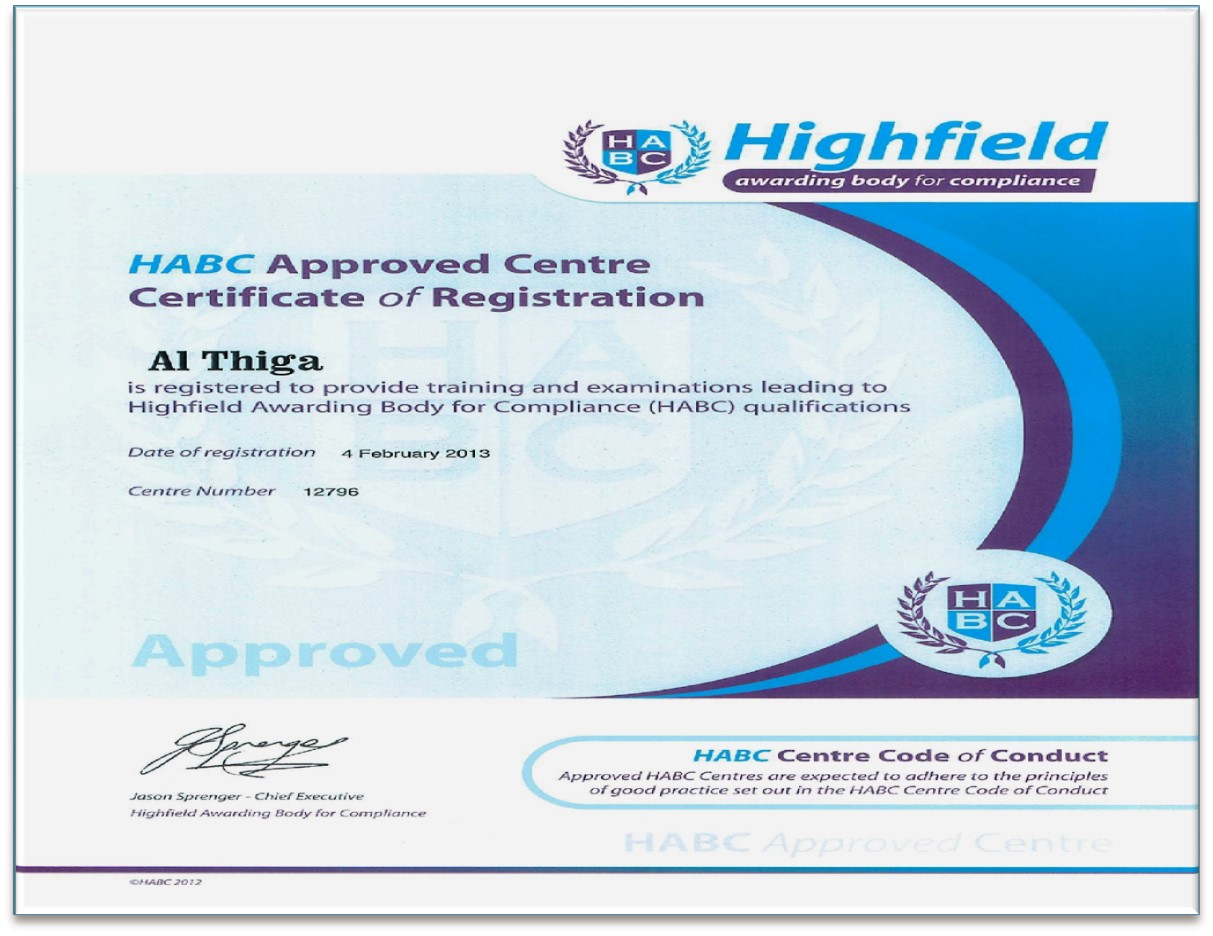 HABC
Highfield
awarding body for compliance
HABC Approved Centre
Certificate of Registration
Al Thiga
is registered to provide training and examinations leading to
Highfield Awarding Body for Compliance (HABC) qualifications
Date of registration 4 February 2013
Centre Number 12796
HABC
HABC
Approved
JSprenger
Jason Sprenger - Chief Executive
Highfield Awarding Body for Compliance
HABC Centre Code of Conduct
Approved HABC Centres are expected to adhere to the principles
of good practice set out in the HABC Centre Code of Conduct
HABC Approved Centre
©HABC 2012